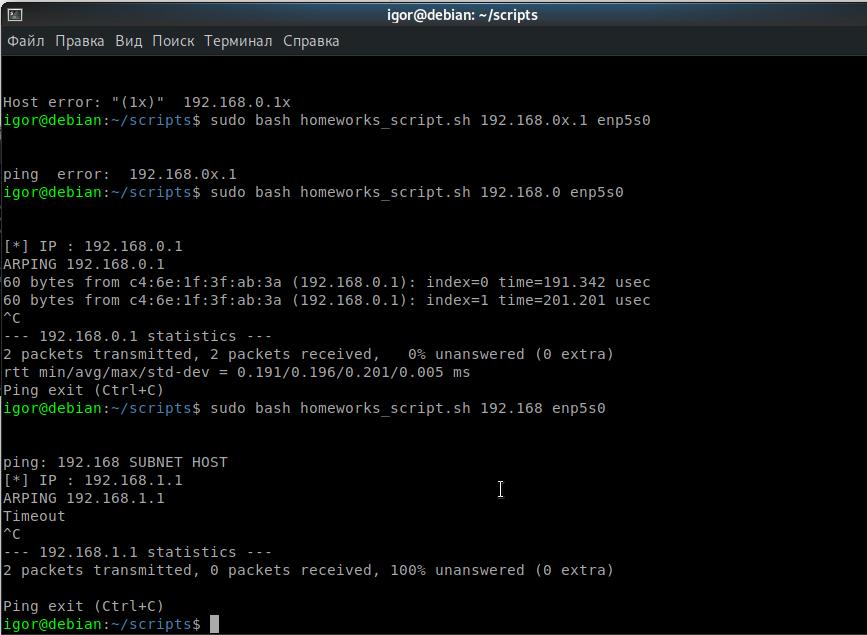 igor@debian: ~/scripts
Файл Правка Вид Поиск Терминал Справка
Host error: "(1x)"  192.168.0.1x
igor@debian:~/scripts$ sudo bash homeworks_script.sh 192.168.0x.1 enp5s0
ping  error:  192.168.0x.1
igor@debian:~/scripts$ sudo bash homeworks_script.sh 192.168.0 enp5s0
[*] IP : 192.168.0.1
ARPING 192.168.0.1
60 bytes from c4:6e:1f:3f:ab:3a (192.168.0.1): index=0 time=191.342 usec
60 bytes from c4:6e:1f:3f:ab:3a (192.168.0.1): index=1 time=201.201 usec
^C
--- 192.168.0.1 statistics ---
2 packets transmitted, 2 packets received,   0% unanswered (0 extra)
rtt min/avg/max/std-dev = 0.191/0.196/0.201/0.005 ms
Ping exit (Ctrl+C)
igor@debian:~/scripts$ sudo bash homeworks_script.sh 192.168 enp5s0
ping: 192.168 SUBNET HOST
[*] IP : 192.168.1.1
ARPING 192.168.1.1
Timeout
^C
--- 192.168.1.1 statistics ---
2 packets transmitted, 0 packets received, 100% unanswered (0 extra)
Ping exit (Ctrl+C)
igor@debian:~/scripts$